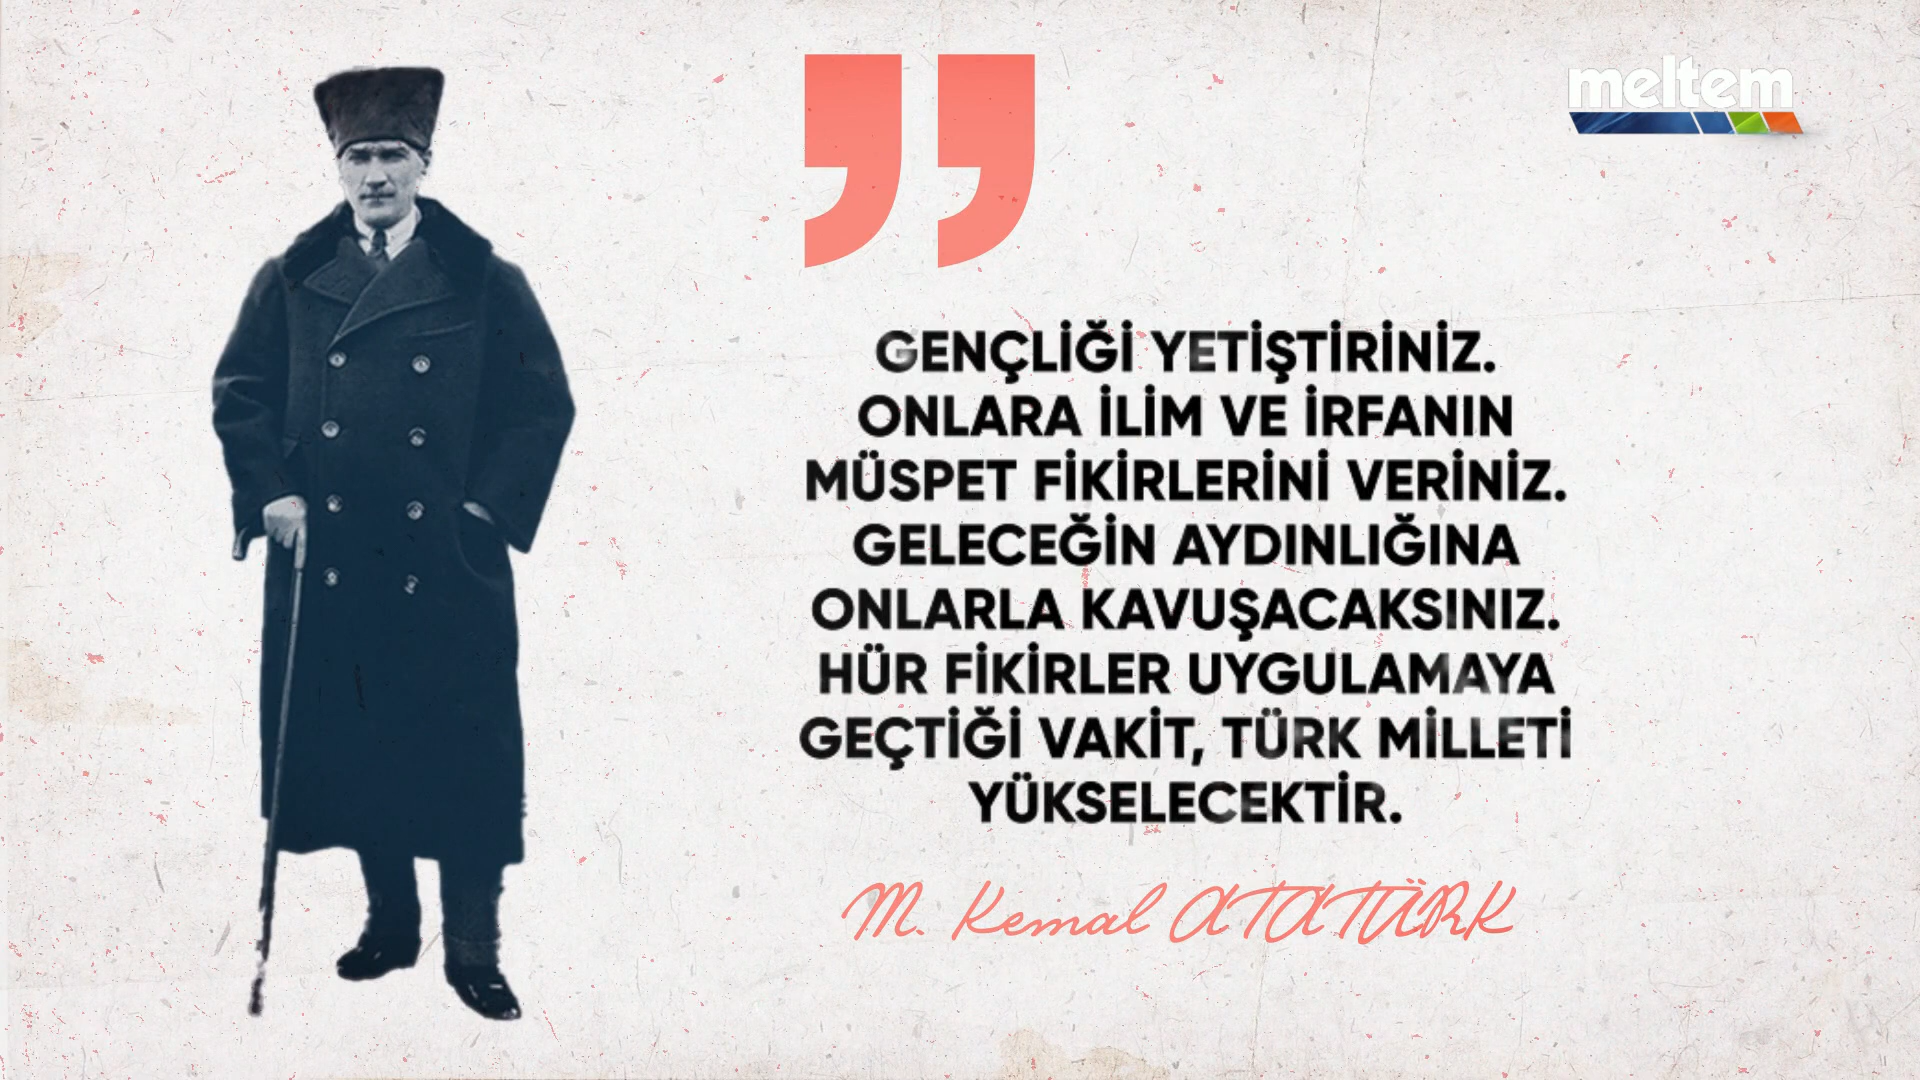 meltem
GENÇLİĞİ YETİŞTİRİNİZ.
ONLARA İLİM VE İRFANIN
MÜSPET FİKİRLERİNİ VERİNİZ.
GELECEĞİN AYDINLIĞINA
ONLARLA KAVUŞACAKSINIZ.
HÜR FİKİRLER UYGULAMAYA
GEÇTİĞİ VAKİT, TÜRK MİLLETİ
YÜKSELECEKTİR.
M. Kemal ATATÜRK